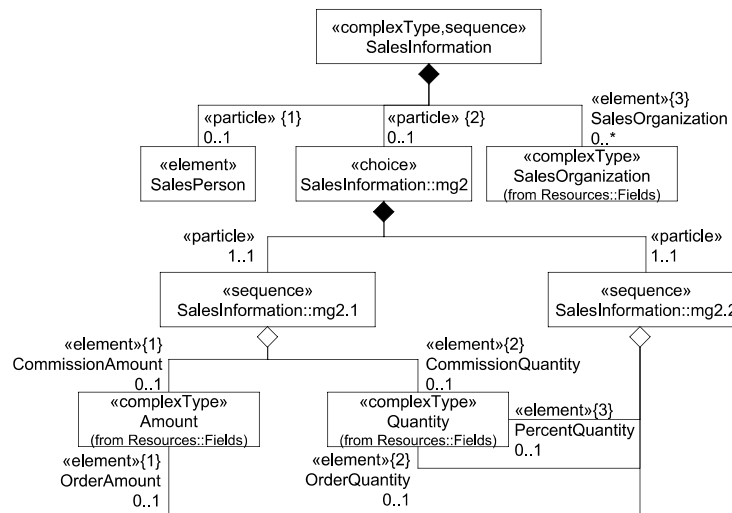 «complexType,sequence»
SalesInformation
«particle» {1}
0..1
«particle» {2}
0..1
«element»{3}
SalesOrganization
0..*
«element»
SalesPerson
«choice»
SalesInformation::mg2
«complexType»
SalesOrganization
(from Resources::Fields)
«particle»
1..1
«particle»
1..1
«sequence»
SalesInformation::mg2.1
«sequence»
SalesInformation::mg2.2
«element»{1}
CommissionAmount
0..1
«element»{2}
CommissionQuantity
0..1
«complexType»
Amount
(from Resources::Fields)
«complexType»
Quantity
(from Resources::Fields)
«element»{3}
PercentQuantity
0..1
«element»{1}
OrderAmount
0..1
«element»{2}
OrderQuantity
0..1